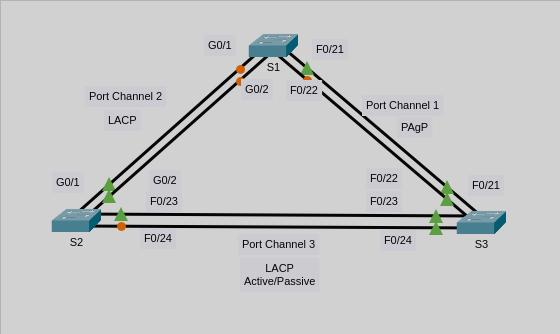 G0/1
F0/21
S1
G0/2
F0/22
Port Channel 2
LACP
Port Channel 1
PAgP
G0/1
G0/2
F0/23
F0/22
F0/23
F0/21
S2
F0/24
F0/24
S3
Port Channel 3
LACP
Active/Passive